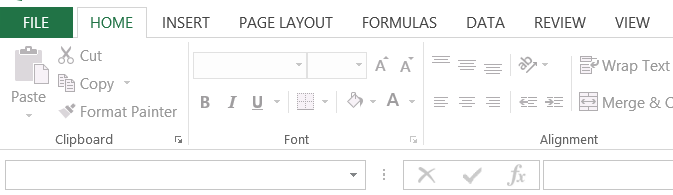 FILE HOME INSERT PAGE LAYOUT FORMULAS DATA REVIEW VIEW
Cut
Copy
Format Painter
Paste
B I U A
A A
Wrap Text
Merge & C
Clipboard Font Alignment
fx